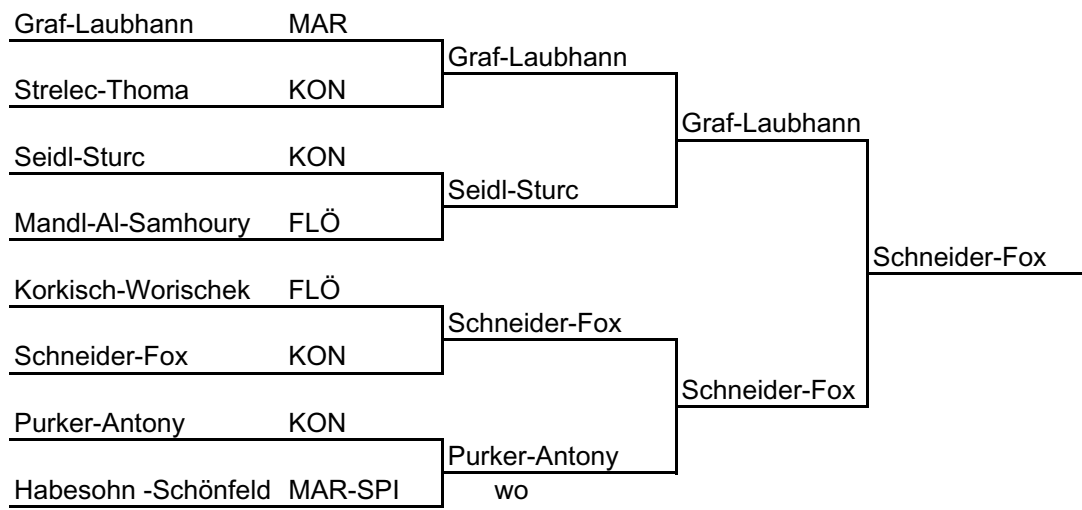 Graf-Laubhann MAR
Graf-Laubhann
Strelec-Thoma KON
Graf-Laubhann
Seidl-Sturc KON
Seidl-Sturc
Mandl-Al-Samhoury FLÖ
Schneider-Fox
Korkisch-Worischek FLÖ
Schneider-Fox
Schneider-Fox KON
Schneider-Fox
Purker-Antony KON
Purker-Antony
Habesohn -Schönfeld MAR-SPI wo